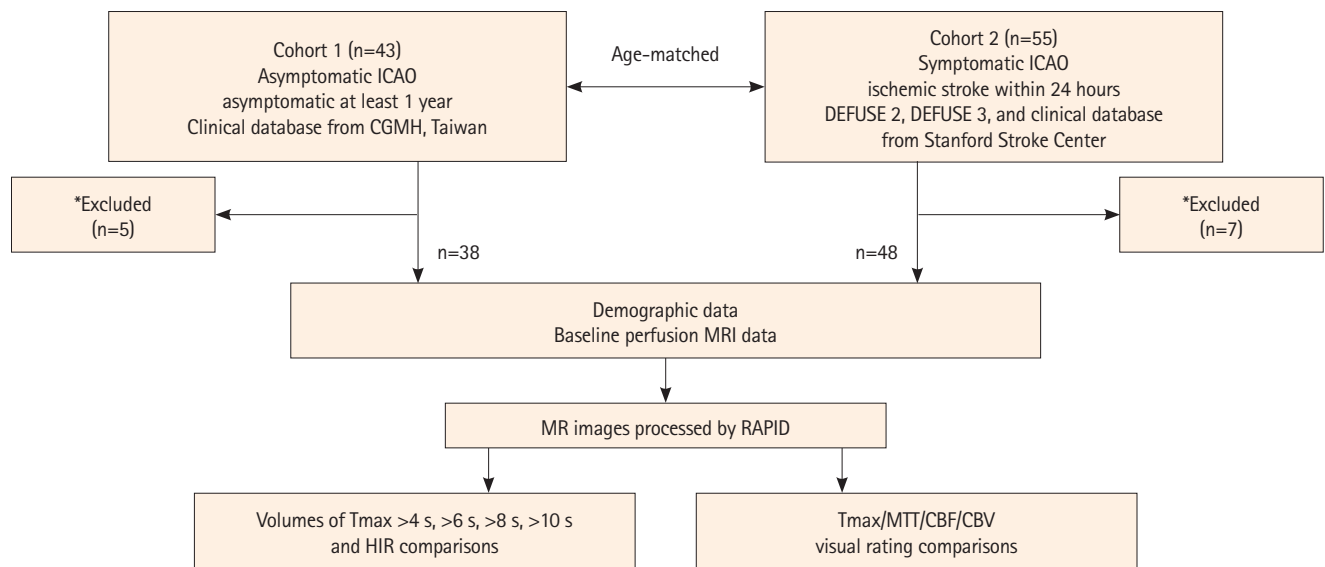 Cohort 1 (n=43)
Asymptomatic ICAO
asymptomatic at least 1 year
Clinical database from CGMH, Taiwan
Age-matched
Cohort 2 (n=55)
Symptomatic ICAO
ischemic stroke within 24 hours
DEFUSE 2, DEFUSE 3, and clinical database
from Stanford Stroke Center
*Excluded
(n=5)
*Excluded
(n=7)
n=38
n=48
Demographic data
Baseline perfusion MRI data
MR images processed by RAPID
Volumes of Tmax >4 s, >6 s, >8 s, >10 s
and HIR comparisons
Tmax/MTT/CBF/CBV
visual rating comparisons